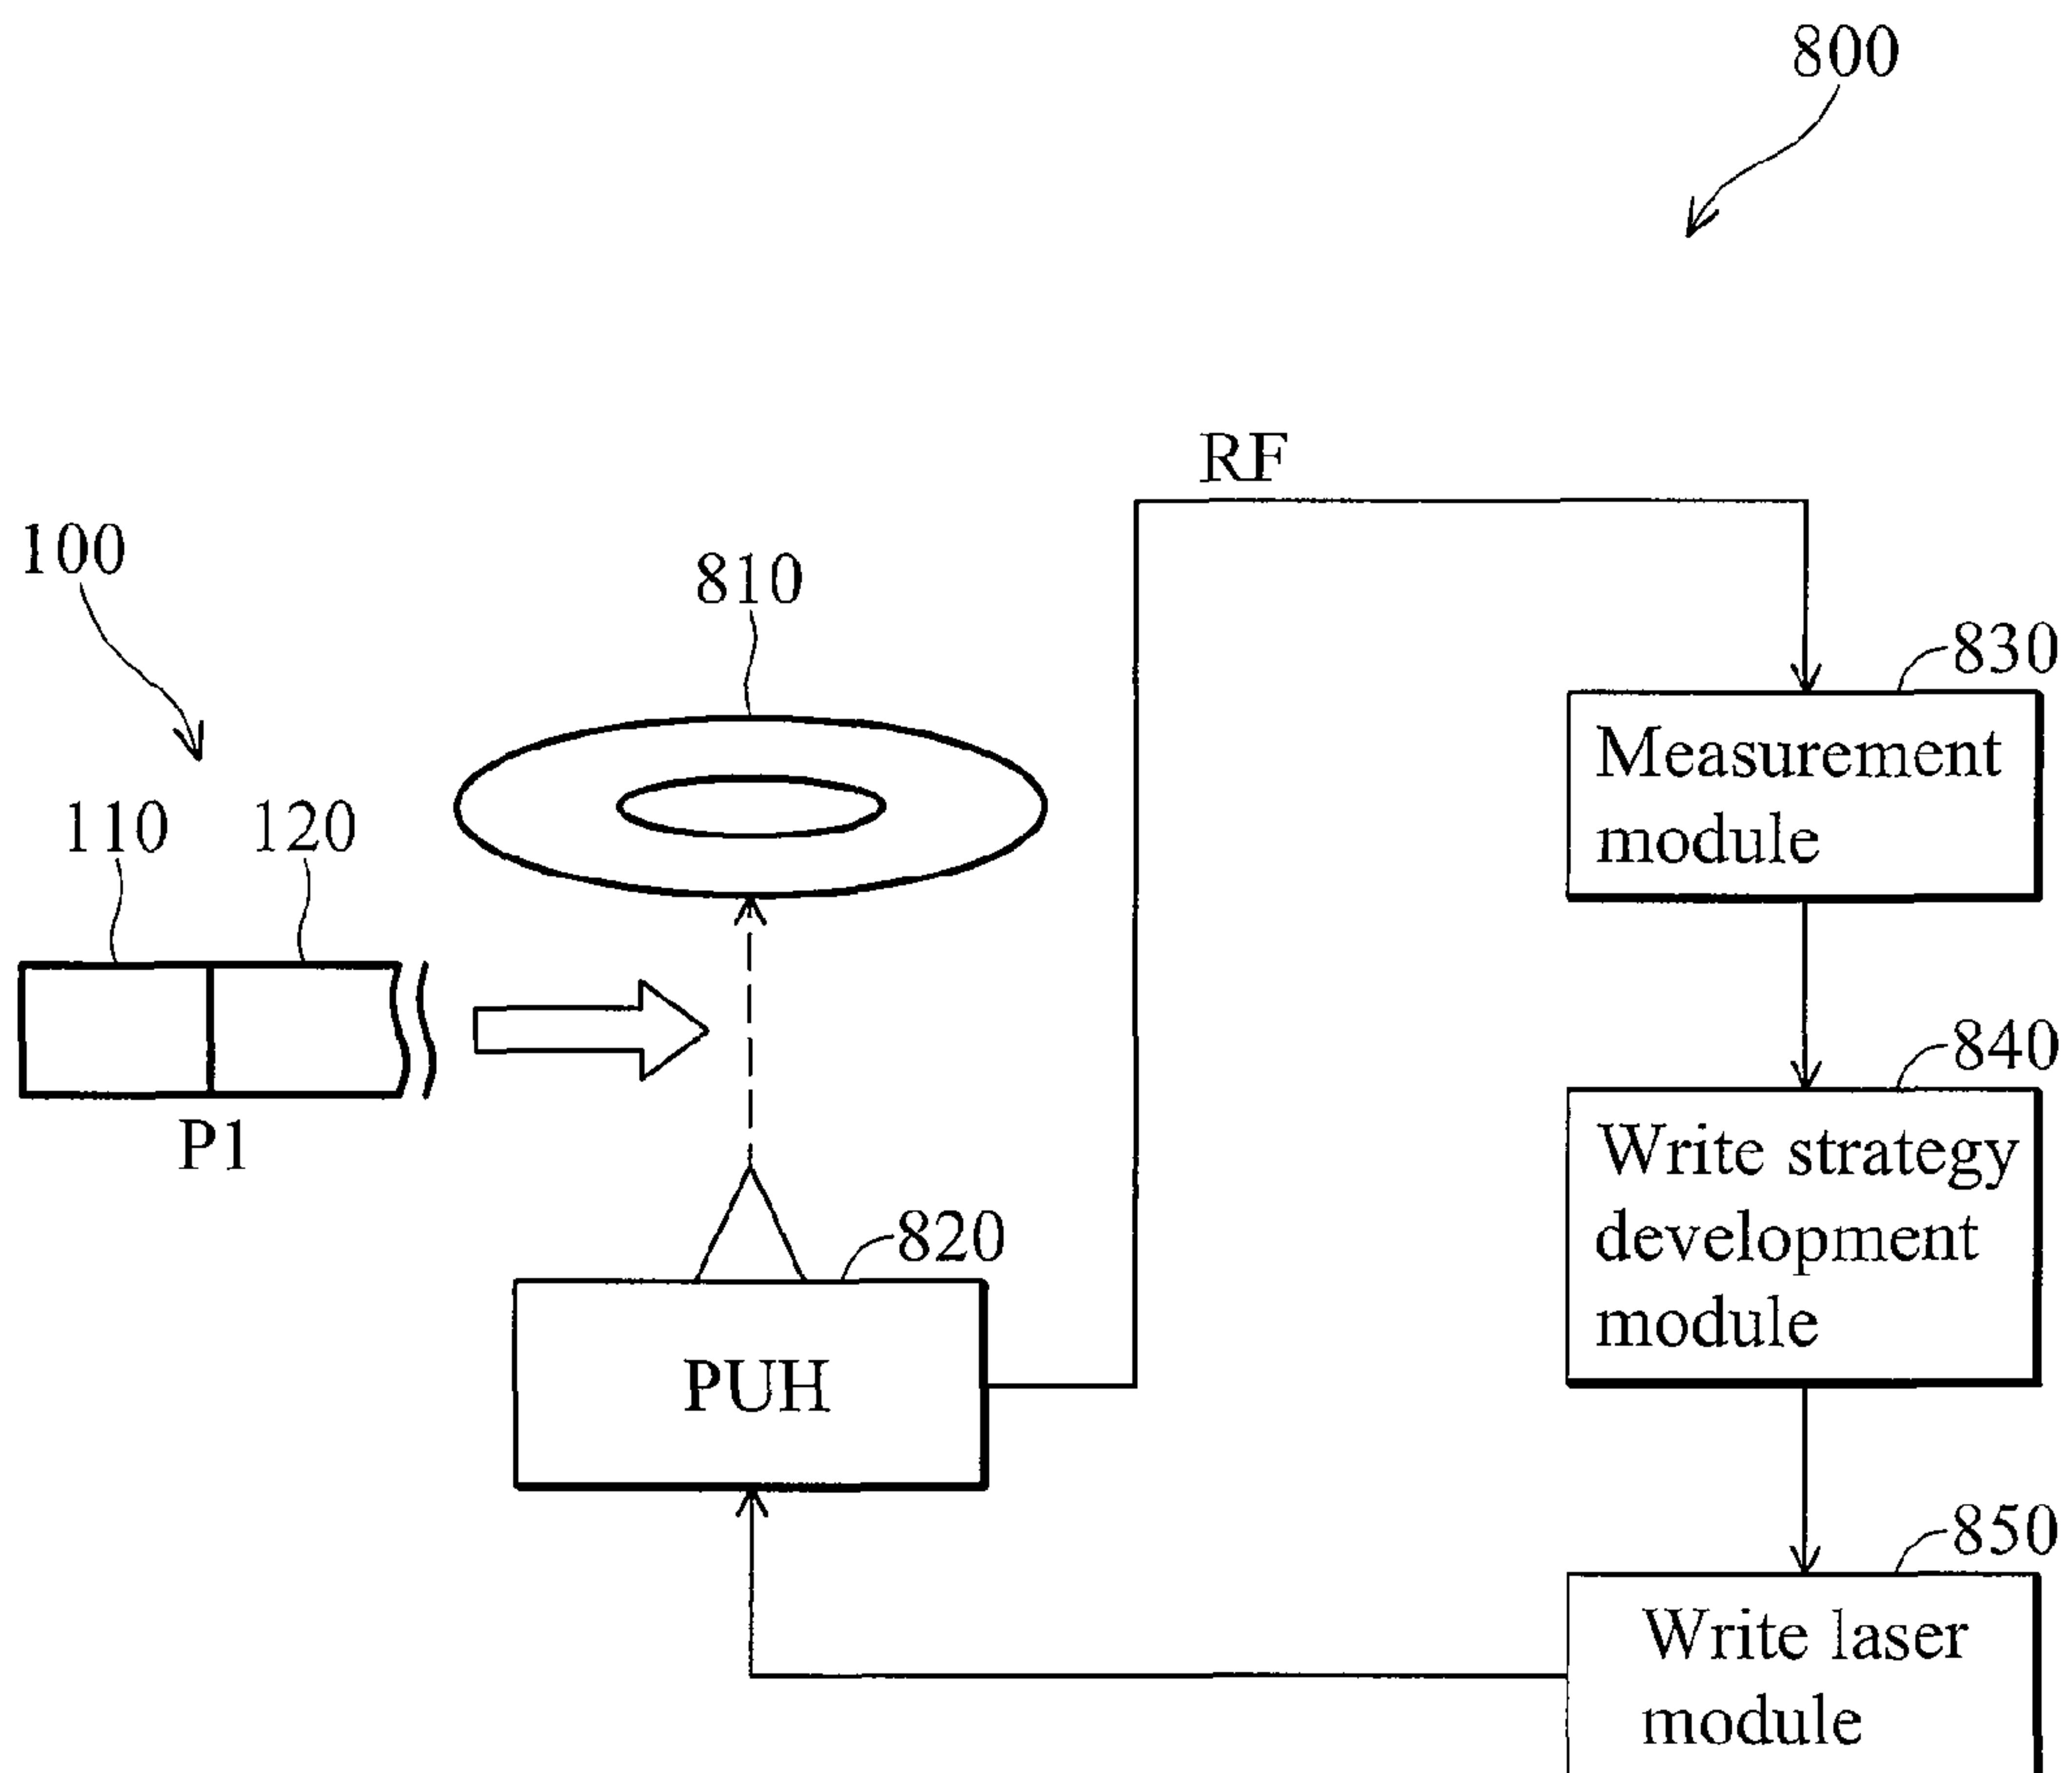 800
RF
100
810
830
Measurement
module
110
120
840
P1
Write strategy
development
module
820
PUH
850
Write laser
module